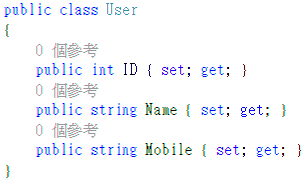 public class User
{
0 個參考
public int ID { set; get; }
0 個參考
public string Name { set; get; }
0 個參考
public string Mobile { set; get; }
}